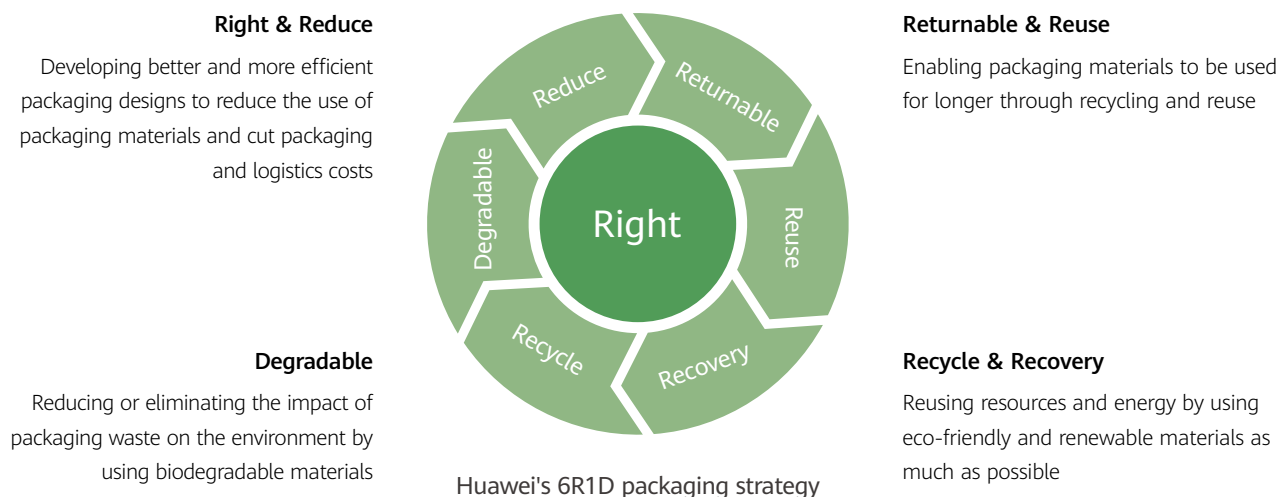 Right & Reduce
Developing better and more efficient
packaging designs to reduce the use of
packaging materials and cut packaging
and logistics costs
Reduce
Returnable
Degradable
Right
Reuse
Recycle
Recovery
Returnable & Reuse
Enabling packaging materials to be used
for longer through recycling and reuse
Degradable
Reducing or eliminating the impact of
packaging waste on the environment by
using biodegradable materials
Recycle & Recovery
Reusing resources and energy by using
eco-friendly and renewable materials as
much as possible
Huawei's 6R1D packaging strategy